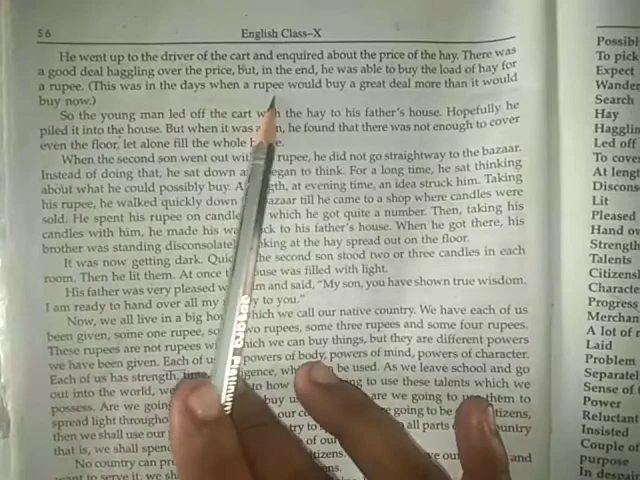 56
English Class–X
He went up to the driver of the cart and enquired about the price of the hay. There was
a good deal haggling over the price, but, in the end, he was able to buy the load of hay for
a rupee. (This was in the days when a rupee would buy a great deal more than it would
buy now.)
So the young man led off the cart the hay to his father's house. Hopefully he
piled it into the house. But when it was he found that there was not enough to cover
even the floor, let alone fill the whole
When the second son went out rupee, he did not go straightway to the bazaar.
Instead of doing that, he sat down to think. For a long time, he sat thinking
about what he could possibly buy. at evening time, an idea struck him. Taking
his rupee, he walked quickly down till he came to a shop where candles were
sold. He spent his rupee on which he got quite a number. Then, taking his
candles with him, he made his to his father's house. When he got there, his
brother was standing at the hay spread out on the floor.
It was now getting dark. the second son stood two or three candles in each
room. Then he lit them. At once was filled with light.
His father was very pleased and said, "My son, you have shown true wisdom.
I am ready to hand over all my to you."
Now, we all live in a big which we call our native country. We have each of us
been given, some one rupee, rupees, some three rupees and some four rupees.
These rupees are not rupees which we can buy things, but they are different powers
we have been given. Each of powers of body, powers of mind, powers of character.
Each of us has strength, be used. As we leave school and go
out into the world, to how to use these talents which we
possess. Are we going buy are we going to them to
spread light going to be
then we shall use our try to all parts
that is, we shall of our and
No country can our
want to serve it, we
Possibl
To pick
Expect
Wander
Search
Hay
Hagglin
Led off
To cove
At lengt
Discons
Lit
Pleased
Hand ov
Strength
Talents
Citizens
Characte
Progress
Merchan
A lot of
Laid
Problem
Separatel
Sense of
Power
Reluctant
Insisted
Couple of
purpose
In despair